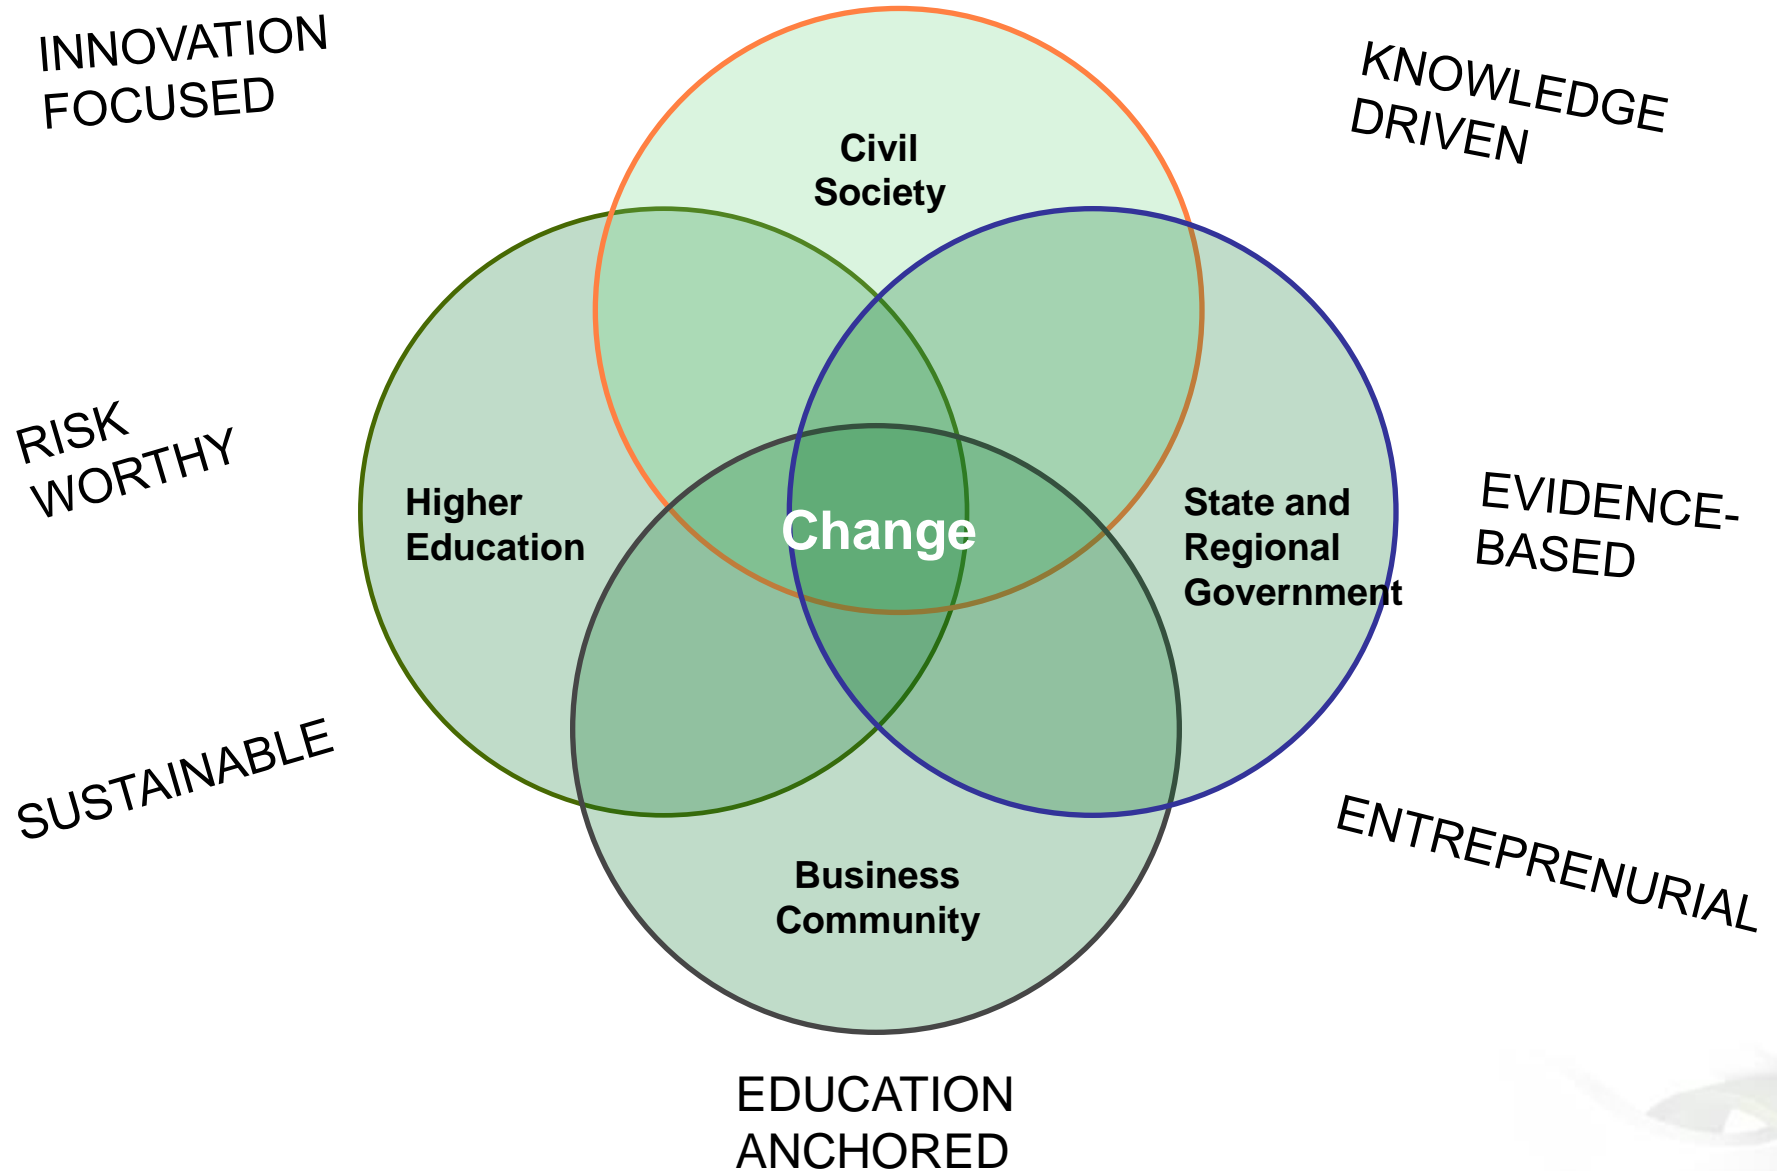 INNOVATION
FOCUSED
KNOWLEDGE
DRIVEN
Civil
Society
RISK
WORTHY
Higher
Education
Change
State and
Regional
Government
EVIDENCE-
BASED
SUSTAINABLE
ENTREPRENURIAL
Business
Community
EDUCATION
ANCHORED